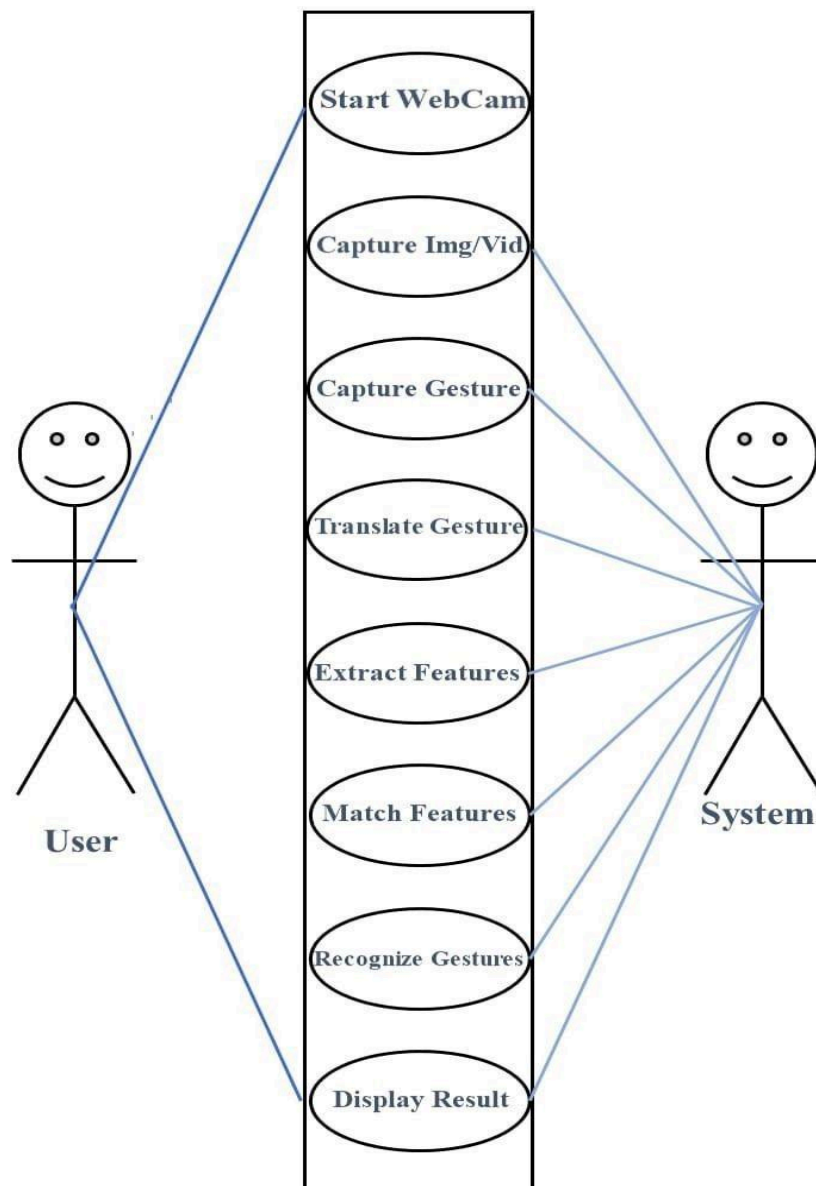 Start WebCam
Capture Img/Vid
Capture Gesture
Translate Gesture
Extract Features
Match Features
Recognize Gestures
Display Result
User
System